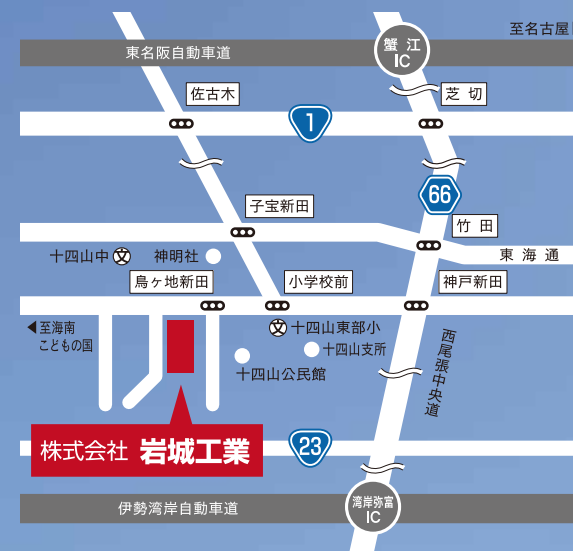 至名古屋
東名阪自動車道
蟹江
IC
佐古木
芝切
1
66
子宝新田
竹田
十四山中
文
神明社
東海通
鳥ヶ地新田
小学校前
神戸新田
◀至海南
こどもの国
文
十四山東部小
十四山支所
十四山公民館
西尾張中央道
株式会社 岩城工業
23
伊勢湾岸自動車道
湾岸弥富
IC